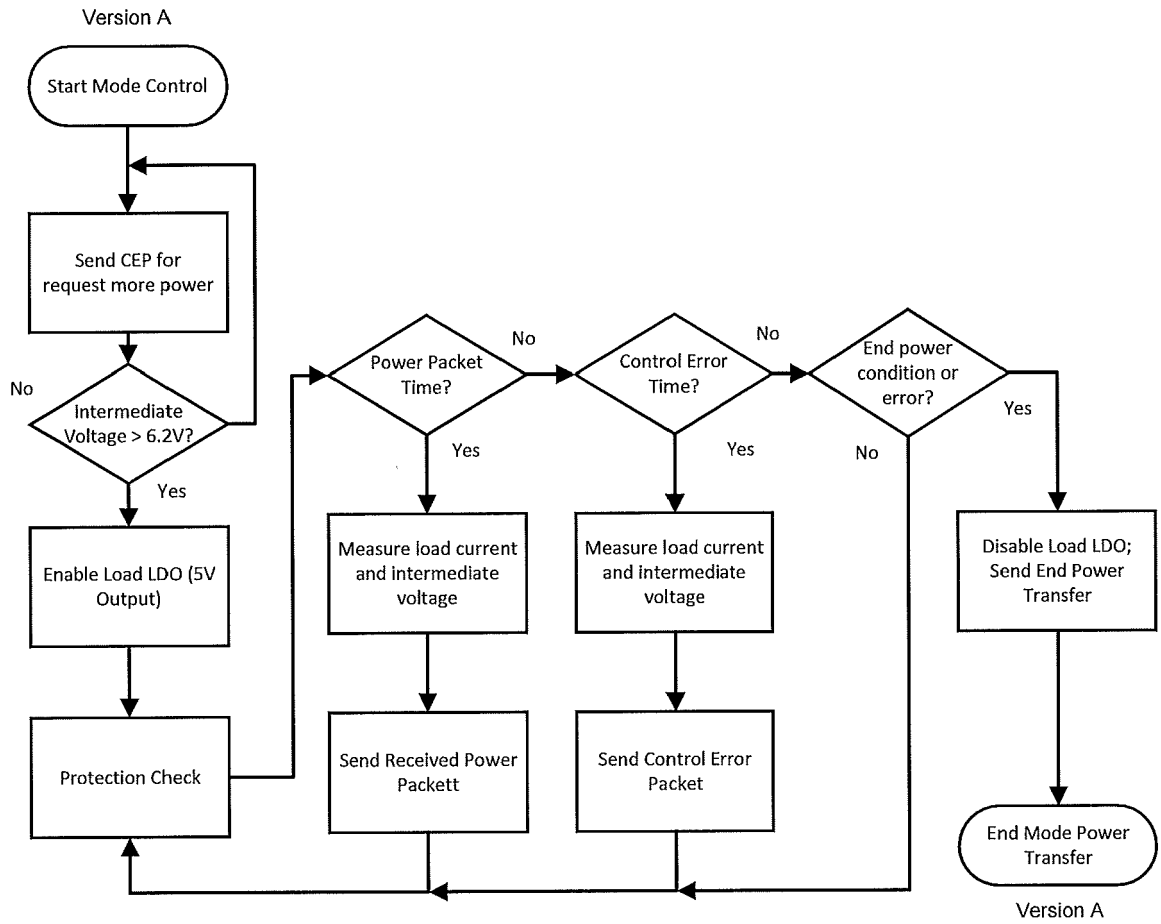 Version A
Start Mode Control
Send CEP for
request more power
No
Intermediate
Voltage > 6.2V?
Yes
Enable Load LDO (5V
Output)
Protection Check
Power Packet
Time?
No
Yes
Measure load current
and intermediate
voltage
Send Received Power
Packett
Control Error
Time?
No
Yes
Measure load current
and intermediate
voltage
Send Control Error
Packet
End power
condition or
error?
Yes
No
Disable Load LDO;
Send End Power
Transfer
End Mode Power
Transfer
Version A